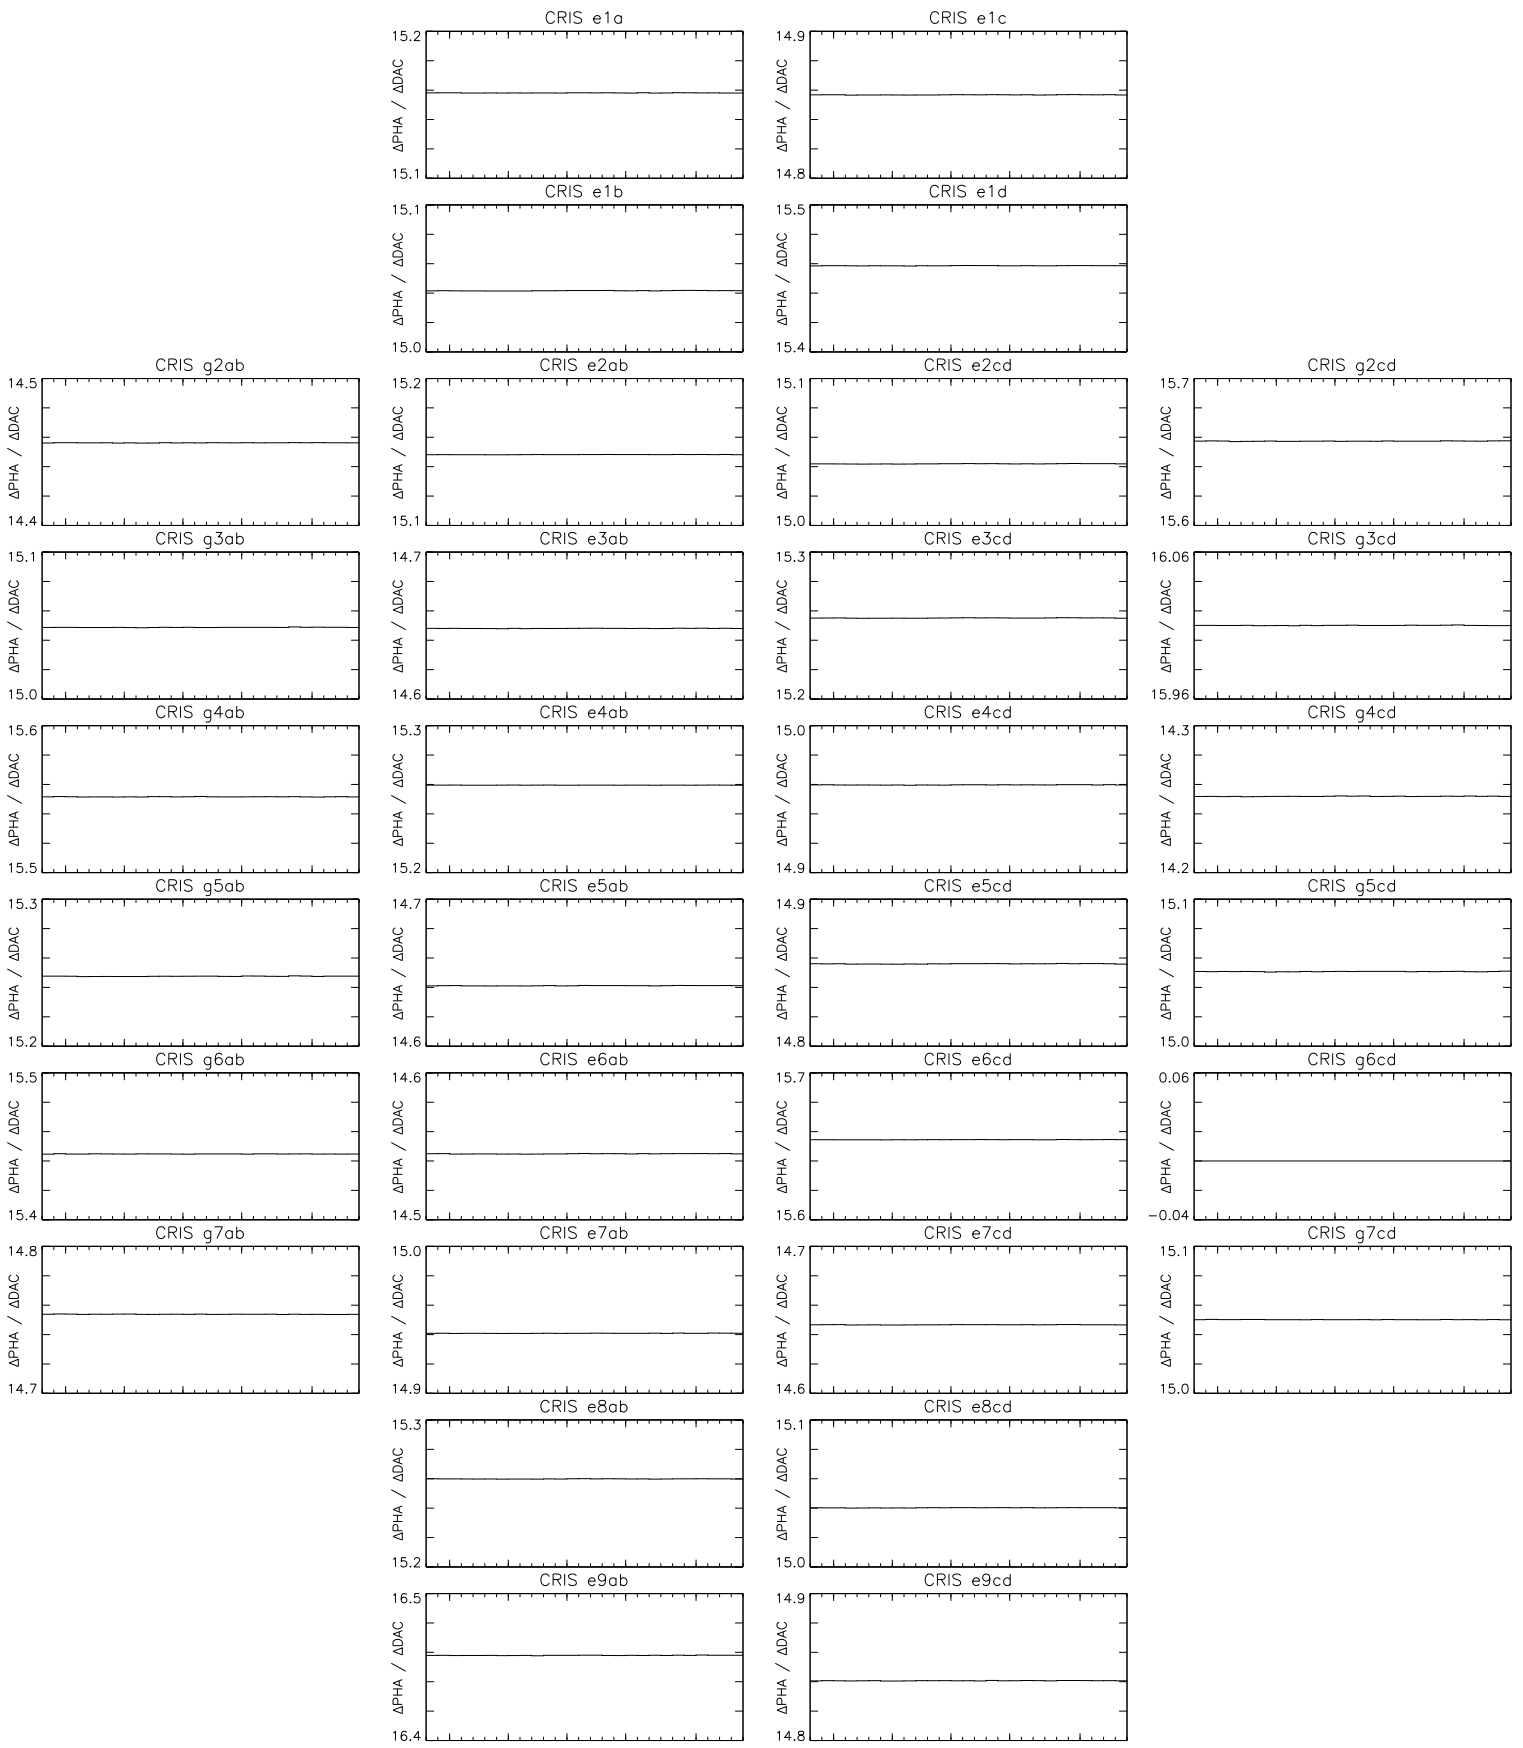 CRIS e1a CRIS e1c
15.2 14.9
ΔPHA / ΔDAC ΔPHA / ΔDAC
15.1 14.8
CRIS e1b CRIS e1d
15.1 15.5
ΔPHA / ΔDAC ΔPHA / ΔDAC
15.0 15.4
CRIS g2ab CRIS e2ab CRIS e2cd CRIS g2cd
14.5 15.2 15.1 15.7
ΔPHA / ΔDAC ΔPHA / ΔDAC ΔPHA / ΔDAC ΔPHA / ΔDAC
14.4 15.1 15.0 15.6
CRIS g3ab CRIS e3ab CRIS e3cd CRIS g3cd
15.1 14.7 15.3 16.06
ΔPHA / ΔDAC ΔPHA / ΔDAC ΔPHA / ΔDAC ΔPHA / ΔDAC
15.0 14.6 15.2 15.96
CRIS g4ab CRIS e4ab CRIS e4cd CRIS g4cd
15.6 15.3 15.0 14.3
ΔPHA / ΔDAC ΔPHA / ΔDAC ΔPHA / ΔDAC ΔPHA / ΔDAC
15.5 15.2 14.9 14.2
CRIS g5ab CRIS e5ab CRIS e5cd CRIS g5cd
15.3 14.7 14.9 15.1
ΔPHA / ΔDAC ΔPHA / ΔDAC ΔPHA / ΔDAC ΔPHA / ΔDAC
15.2 14.6 14.8 15.0
CRIS g6ab CRIS e6ab CRIS e6cd CRIS g6cd
15.5 14.6 15.7 0.06
ΔPHA / ΔDAC ΔPHA / ΔDAC ΔPHA / ΔDAC ΔPHA / ΔDAC
15.4 14.5 15.6 −0.04
CRIS g7ab CRIS e7ab CRIS e7cd CRIS g7cd
14.8 15.0 14.7 15.1
ΔPHA / ΔDAC ΔPHA / ΔDAC ΔPHA / ΔDAC ΔPHA / ΔDAC
14.7 14.9 14.6 15.0
CRIS e8ab CRIS e8cd
15.3 15.1
ΔPHA / ΔDAC ΔPHA / ΔDAC
15.2 15.0
CRIS e9ab CRIS e9cd
16.5 14.9
ΔPHA / ΔDAC ΔPHA / ΔDAC
16.4 14.8